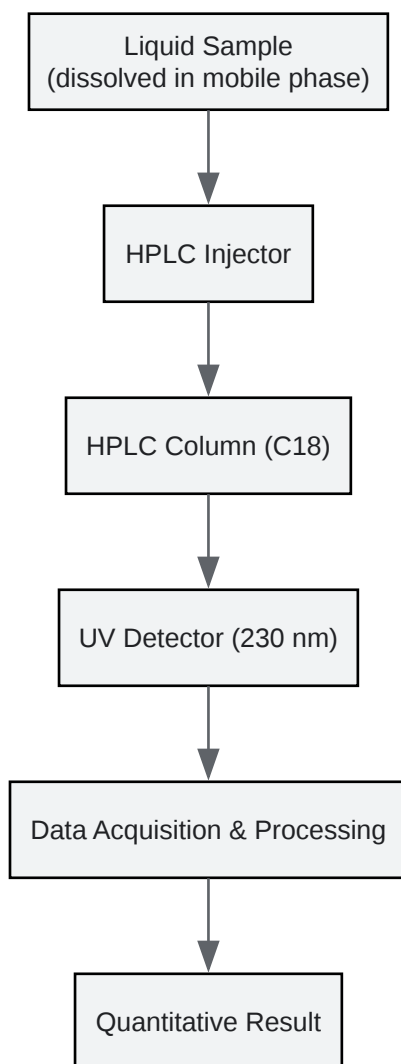 Liquid Sample
(dissolved in mobile phase)
HPLC Injector
HPLC Column (C18)
UV Detector (230 nm)
Data Acquisition & Processing
Quantitative Result